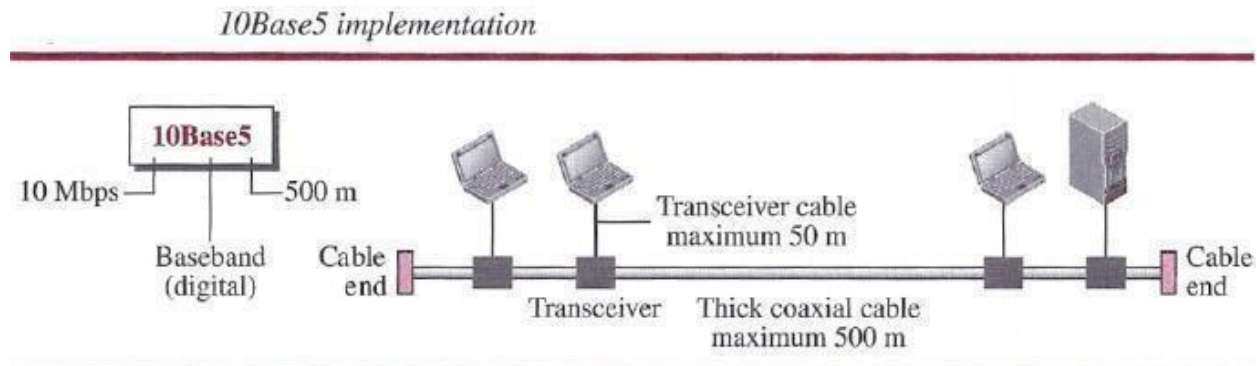 10Base5 implementation
10Base5
10 Mbps
500 m
Baseband
(digital)
Cable
end
Transceiver cable
maximum 50 m
Transceiver
Thick coaxial cable
maximum 500 m
Cable
end